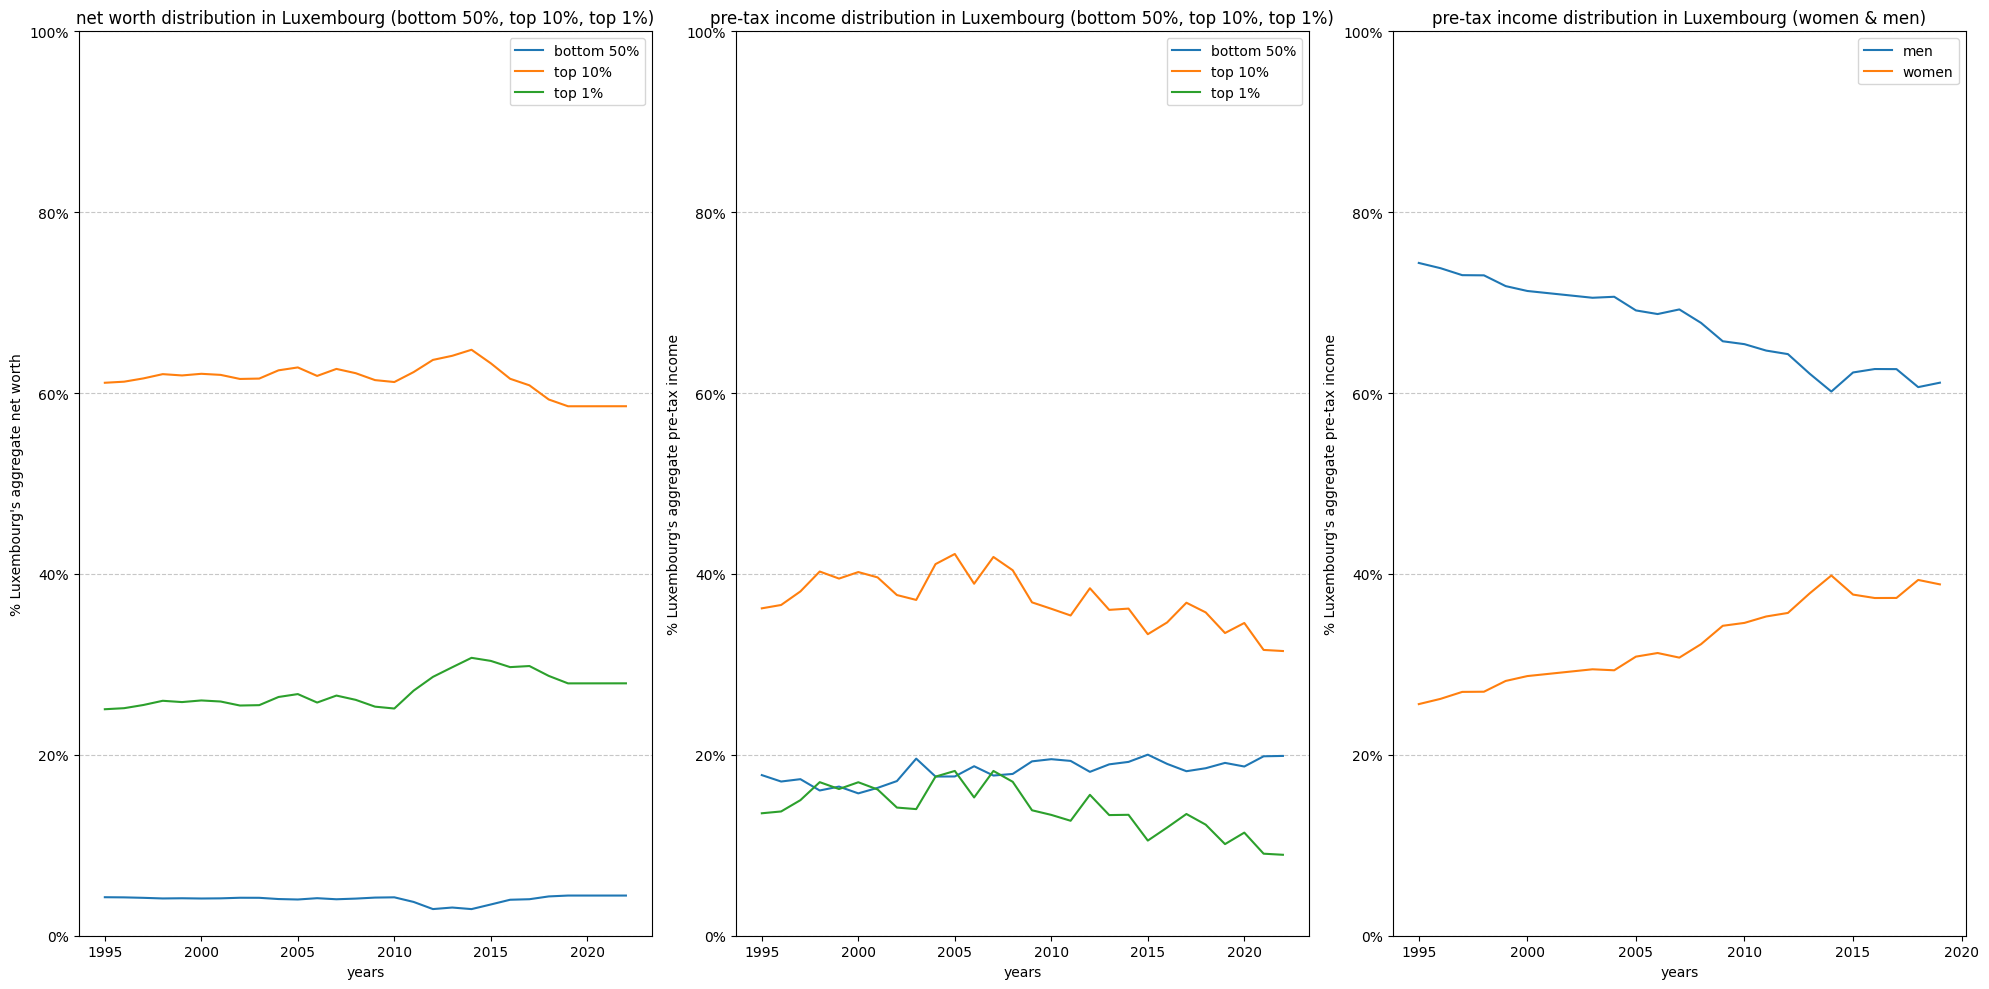 net worth distribution in Luxembourg (bottom 50%, top 10%, top 1%)
100%
80%
60%
40%
20%
0%
% Luxembourg's aggregate net worth
bottom 50%
top 10%
top 1%
1995 2000 2005 2010 2015 2020
years
pre-tax income distribution in Luxembourg (bottom 50%, top 10%, top 1%)
100%
80%
60%
40%
20%
0%
% Luxembourg's aggregate pre-tax income
bottom 50%
top 10%
top 1%
1995 2000 2005 2010 2015 2020
years
pre-tax income distribution in Luxembourg (women & men)
100%
80%
60%
40%
20%
0%
% Luxembourg's aggregate pre-tax income
men
women
1995 2000 2005 2010 2015 2020
years